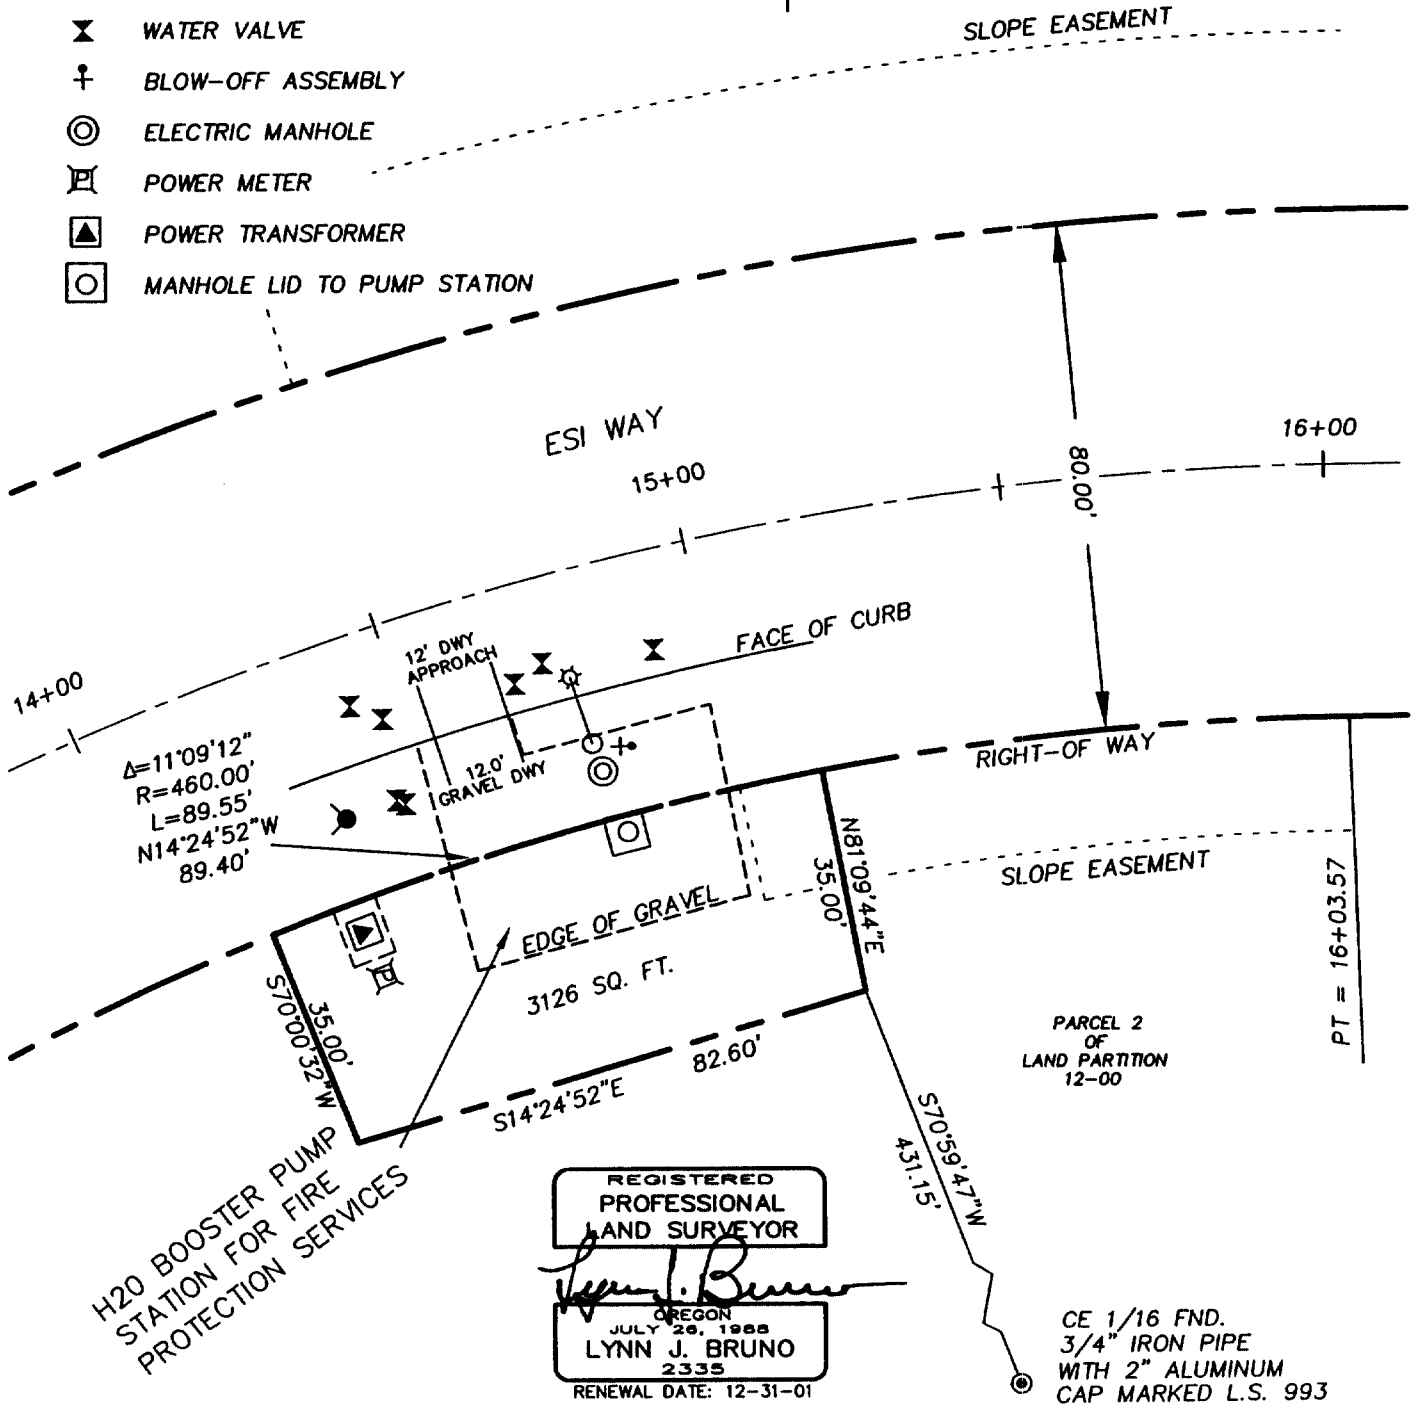 WATER VALVE
BLOW-OFF ASSEMBLY
ELECTRIC MANHOLE
P POWER METER
POWER TRANSFORMER
MANHOLE LID TO PUMP STATION
SLOPE EASEMENT
ESI WAY
15+00
16+00
80.00'
14+00
12' DWY
APPROACH
FACE OF CURB
Δ=11°09'12"
R=460.00'
L=89.55'
N14°24'52"W
89.40'
12.0'
GRAVEL DWY
RIGHT-OF WAY
N81°09'44"E
35.00'
SLOPE EASEMENT
PT = 16+03.57
EDGE OF GRAVEL
3126 SQ. FT.
P
S70°00'32"W
35.00'
82.60'
S14°24'52"E
PARCEL 2
OF
LAND PARTITION
12-00
S70°59'47"W
431.15'
H20 BOOSTER PUMP
STATION FOR FIRE
PROTECTION SERVICES
REGISTERED
PROFESSIONAL
LAND SURVEYOR
Lynn J. Bruno
OREGON
JULY 26, 1988
LYNN J. BRUNO
2335
RENEWAL DATE: 12-31-01
CE 1/16 FND.
3/4" IRON PIPE
WITH 2" ALUMINUM
CAP MARKED L.S. 993